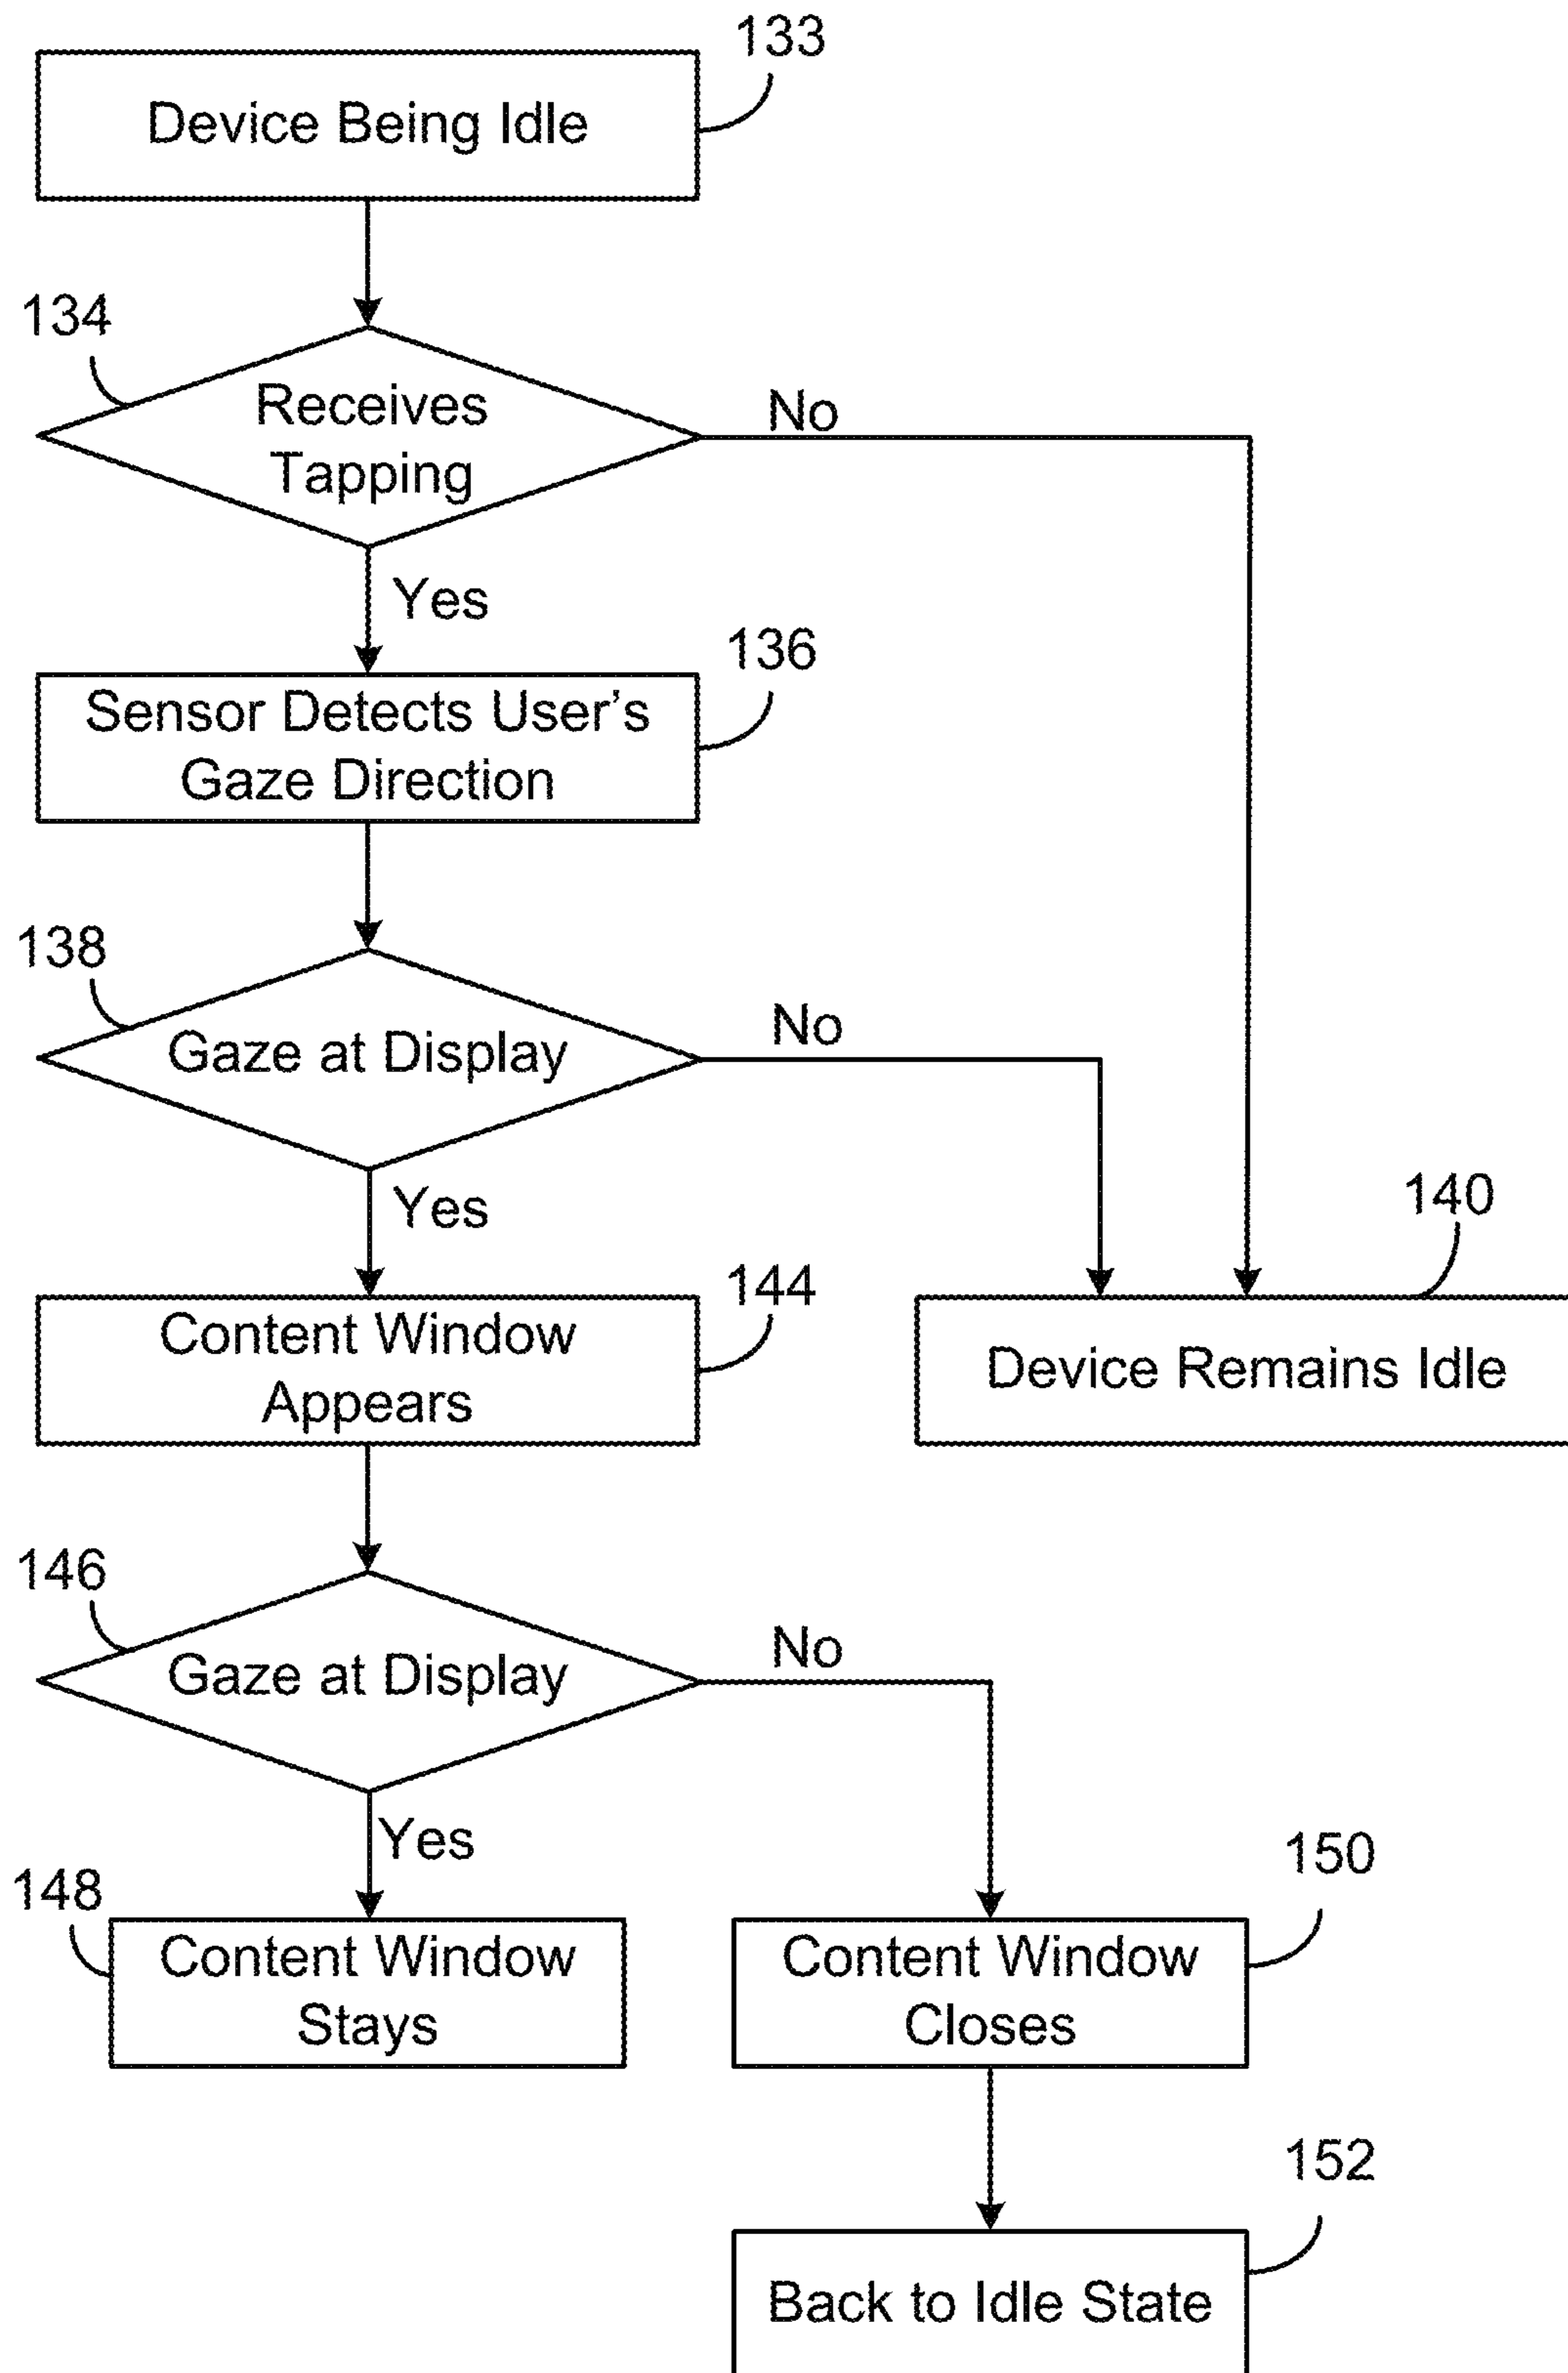 133
Device Being Idle
134
Receives
Tapping
No
Yes
136
Sensor Detects User's
Gaze Direction
138
Gaze at Display
No
Yes
140
144
Content Window
Appears
Device Remains Idle
146
Gaze at Display
No
Yes
148
Content Window
Stays
150
Content Window
Closes
152
Back to Idle State